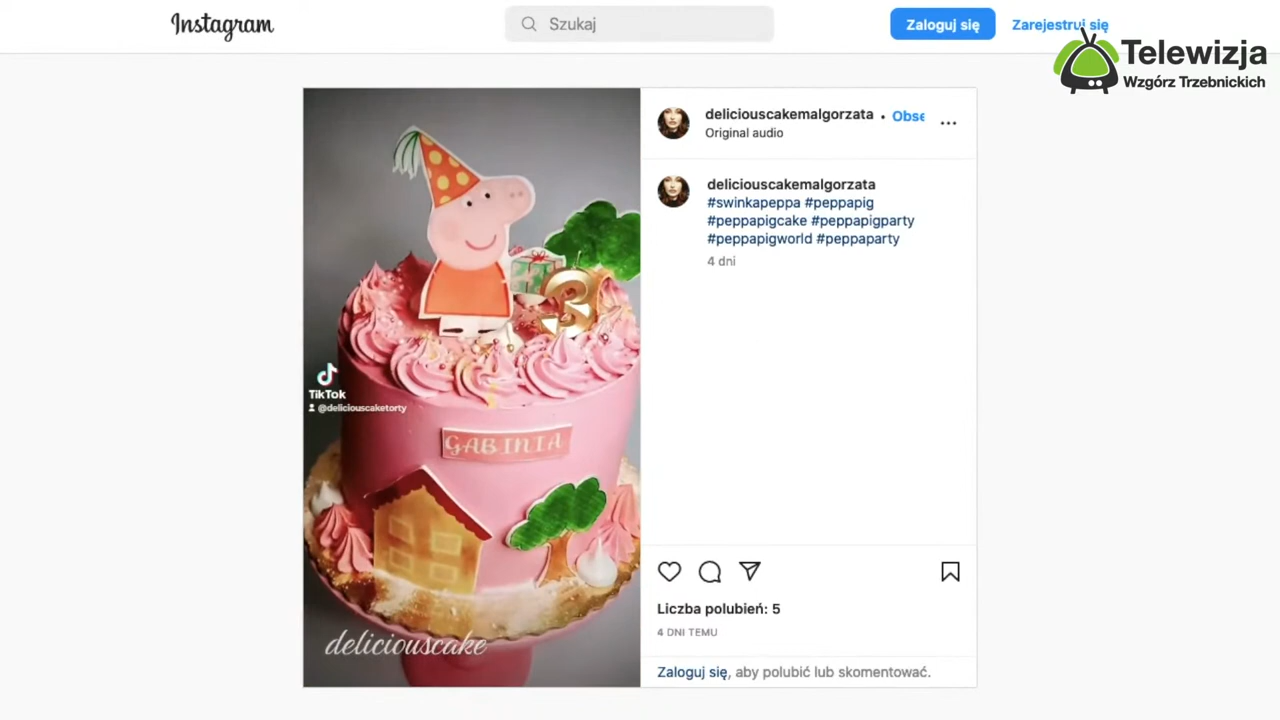 Instagram
Szukaj
Zaloguj się
Zarejestruj się
Telewizja
Wzgórz Trzebnickich
deliciouscakemalgorzata • Obse
Original audio
deliciouscakemalgorzata
#swinkapeppa #peppapig
#peppapigcake #peppapigparty
#peppapigworld #peppaparty
4 dni
3
TikTok
@deliciouscaketorty
GABINIA
deliciouscake
Liczba polubień: 5
4 DNI TEMU
Zaloguj się, aby polubić lub skomentować.